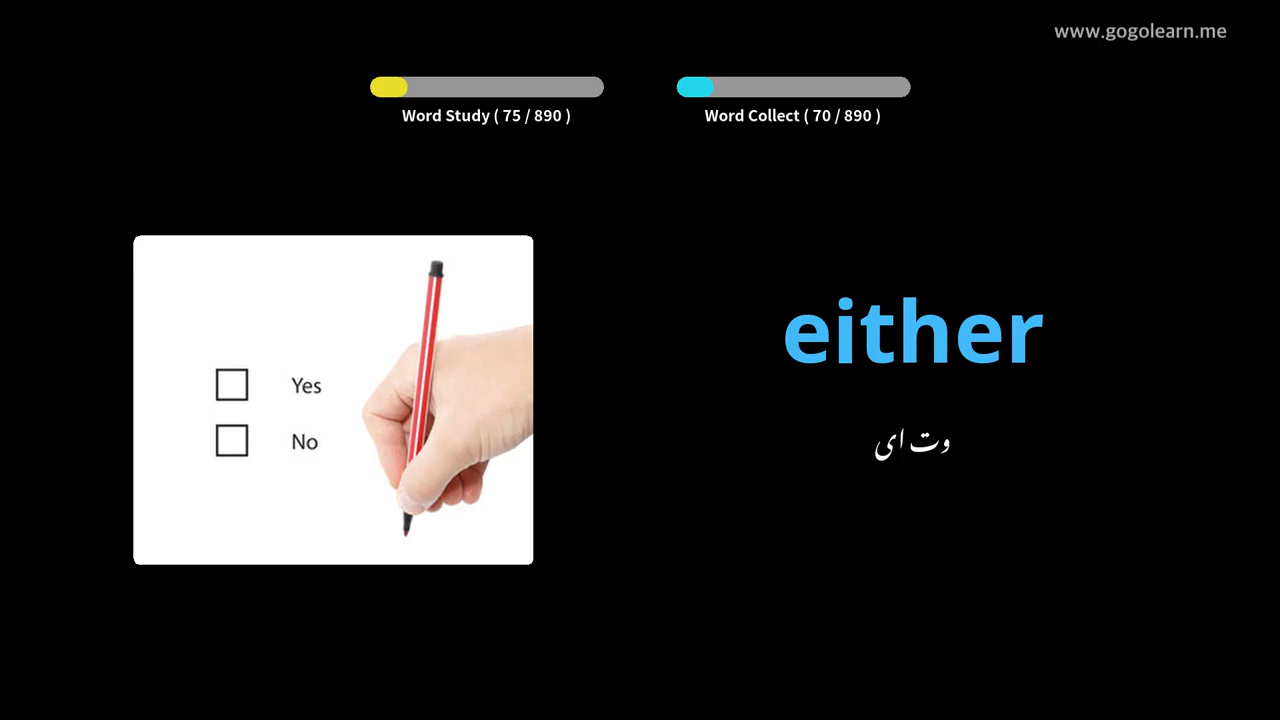 www.gogolearn.me
Word Study ( 75 / 890 )
Word Collect ( 70 / 890 )
Yes
No
either
وت ای